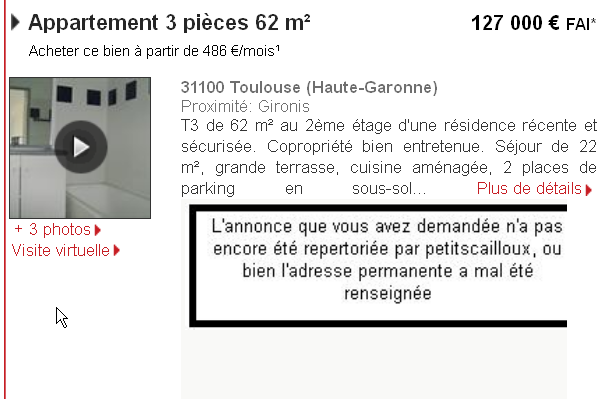 Appartement 3 pièces 62 m²
127 000 € FAI*
Acheter ce bien à partir de 486 €/mois¹
31100 Toulouse (Haute-Garonne)
Proximité: Gironis
T3 de 62 m² au 2ème étage d'une résidence récente et
sécurisée. Copropriété bien entretenue. Séjour de 22
m², grande terrasse, cuisine aménagée, 2 places de
parking en sous-sol... Plus de détails
+ 3 photos
Visite virtuelle
L'annonce que vous avez demandée n'a pas
encore été repertoriée par petitscailloux, ou
bien l'adresse permanente a mal été
renseignée